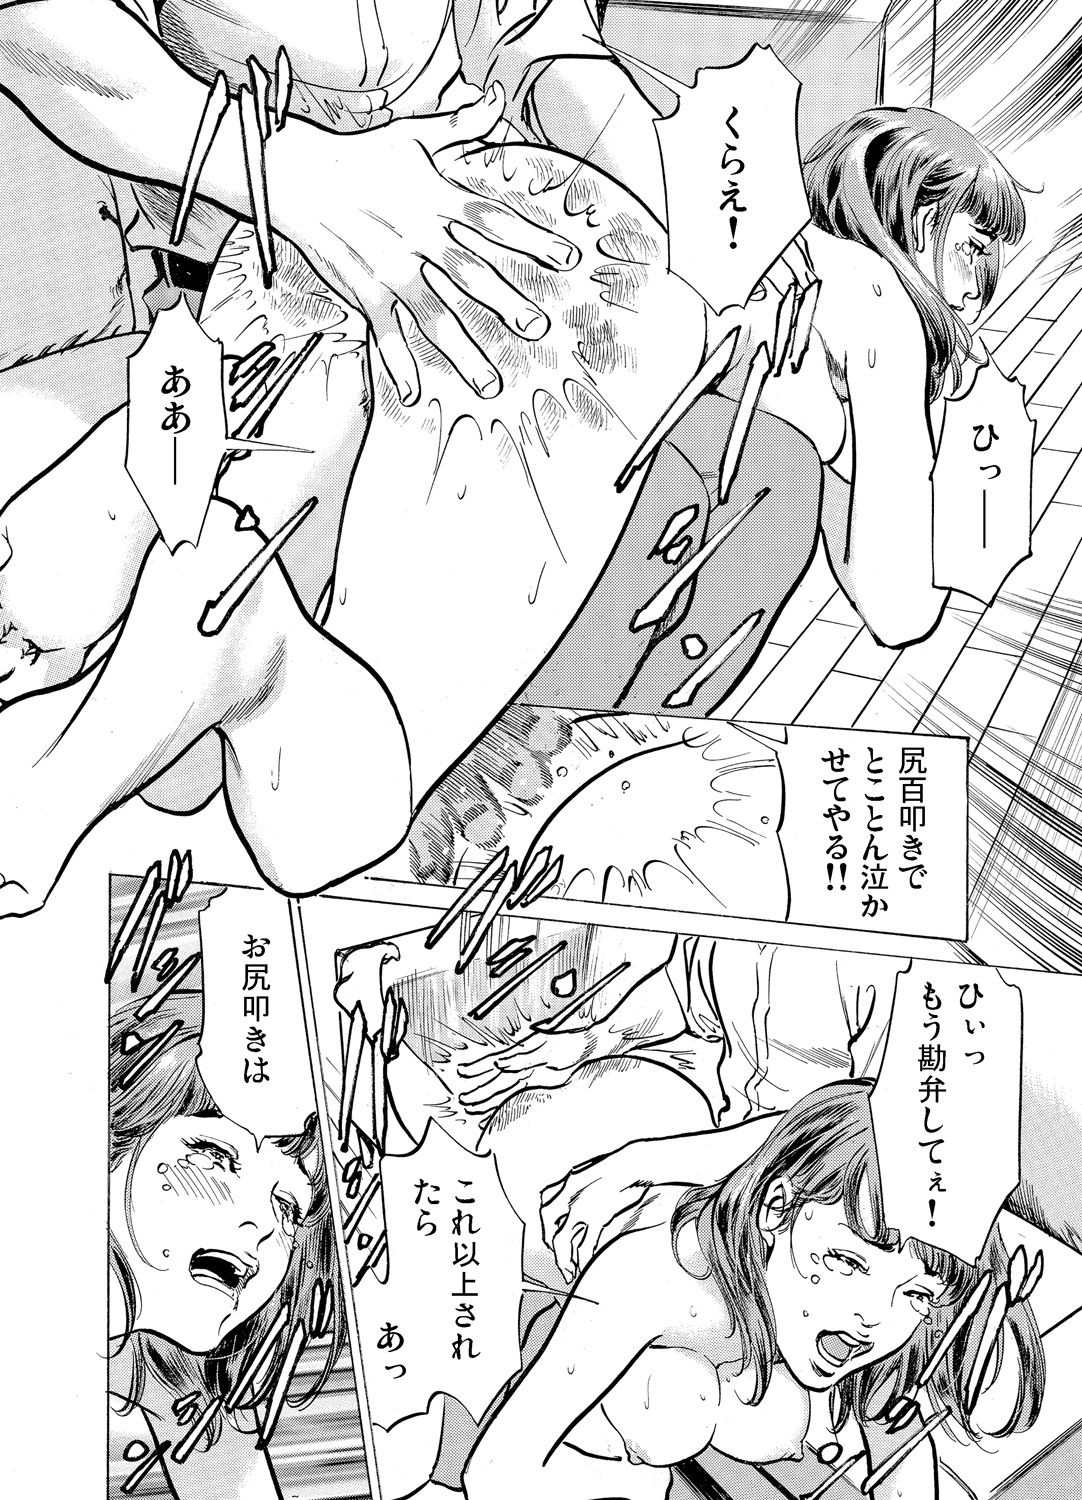 くらえ！
ひっ──
ああ──
尻百叩きで
とことん泣か
せてやる!!
ひぃっ
もう勘弁してぇ！
これ以上され
たら
あっ
お尻叩きは